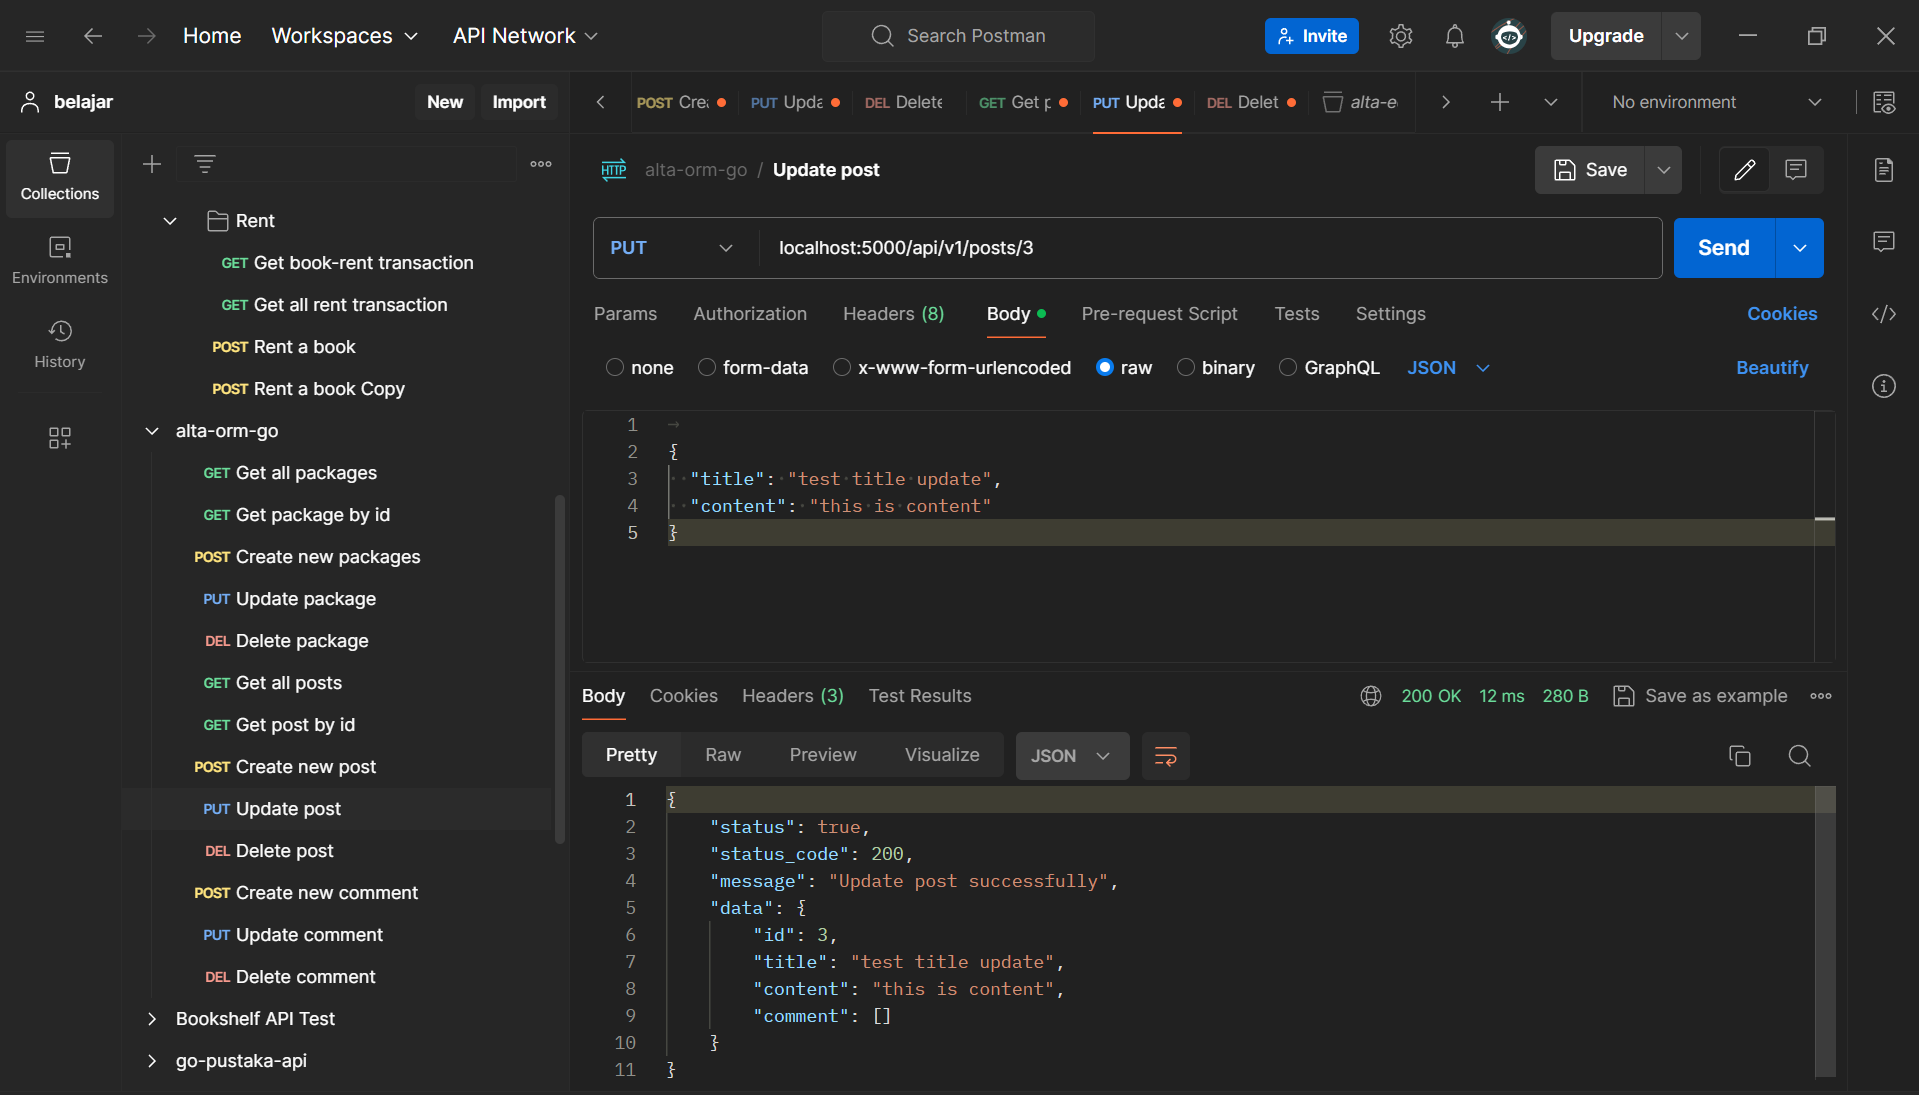 Home Workspaces API Network Search Postman Invite Upgrade
belajar New Import
POST Cre PUT Upda DEL Delete GET Get p PUT Upda DEL Delet alta-e No environment
Collections
Environments
History
Rent
GET Get book-rent transaction
GET Get all rent transaction
POST Rent a book
POST Rent a book Copy
alta-orm-go
GET Get all packages
GET Get package by id
POST Create new packages
PUT Update package
DEL Delete package
GET Get all posts
GET Get post by id
POST Create new post
PUT Update post
DEL Delete post
POST Create new comment
PUT Update comment
DEL Delete comment
Bookshelf API Test
go-pustaka-api
HTTP alta-orm-go / Update post Save
PUT localhost:5000/api/v1/posts/3 Send
Params Authorization Headers (8) Body Pre-request Script Tests Settings Cookies
none form-data x-www-form-urlencoded raw binary GraphQL JSON Beautify
1
2 {
3 "title": "test title update",
4 "content": "this is content"
5 }
Body Cookies Headers (3) Test Results 200 OK 12 ms 280 B Save as example
Pretty Raw Preview Visualize JSON
1 {
2 "status": true,
3 "status_code": 200,
4 "message": "Update post successfully",
5 "data": {
6 "id": 3,
7 "title": "test title update",
8 "content": "this is content",
9 "comment": []
10 }
11 }